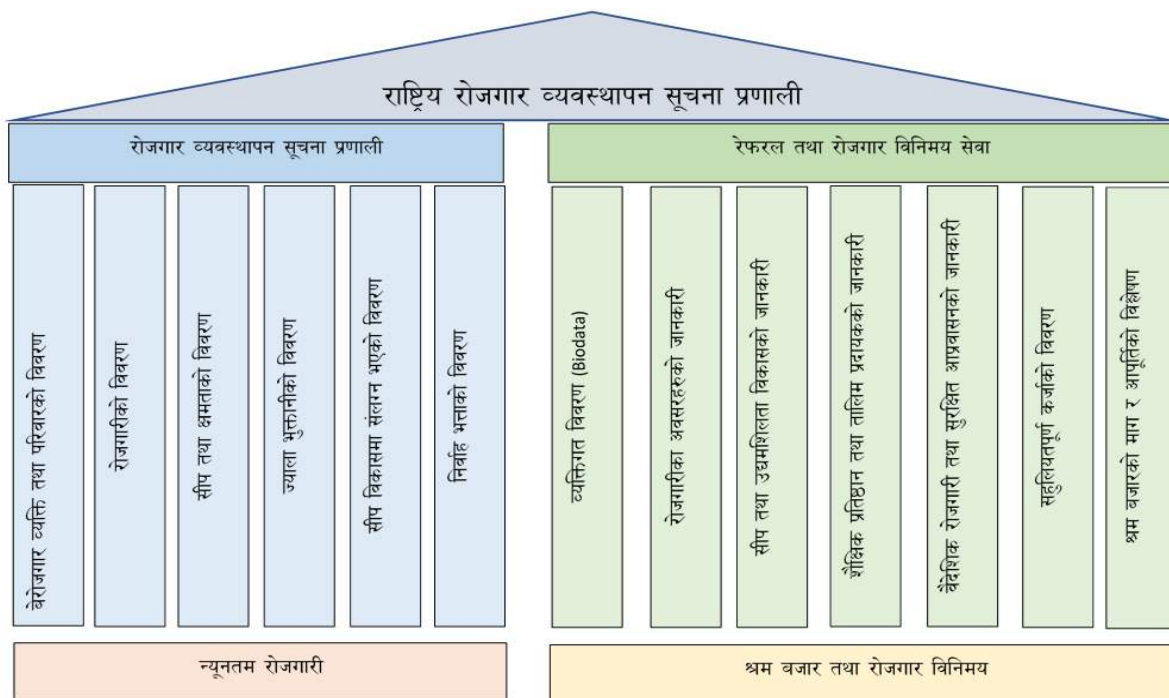 राष्ट्रिय रोजगार व्यवस्थापन सूचना प्रणाली
रोजगार व्यवस्थापन सूचना प्रणाली
रेफरल तथा रोजगार विनिमय सेवा
बेरोजगार व्यक्ति तथा परिवारको विवरण
रोजगारीको विवरण
सीप तथा क्षमताको विवरण
ज्याला भुक्तानीको विवरण
सीप विकासमा संलग्न भएको विवरण
निर्वाह भत्ताको विवरण
व्यक्तिगत विवरण (Biodata)
रोजगारीका अवसरहरुको जानकारी
सीप तथा उद्यमशिलता विकासको जानकारी
शैक्षिक प्रतिष्ठान तथा तालिम प्रदायकको जानकारी
वैदेशिक रोजगारी तथा सुरक्षित आप्रवासनको जानकारी
सहुलियतपूर्ण कर्जाको विवरण
श्रम बजारको माग र आपूर्तिको विश्लेषण
न्यूनतम रोजगारी
श्रम बजार तथा रोजगार विनिमय